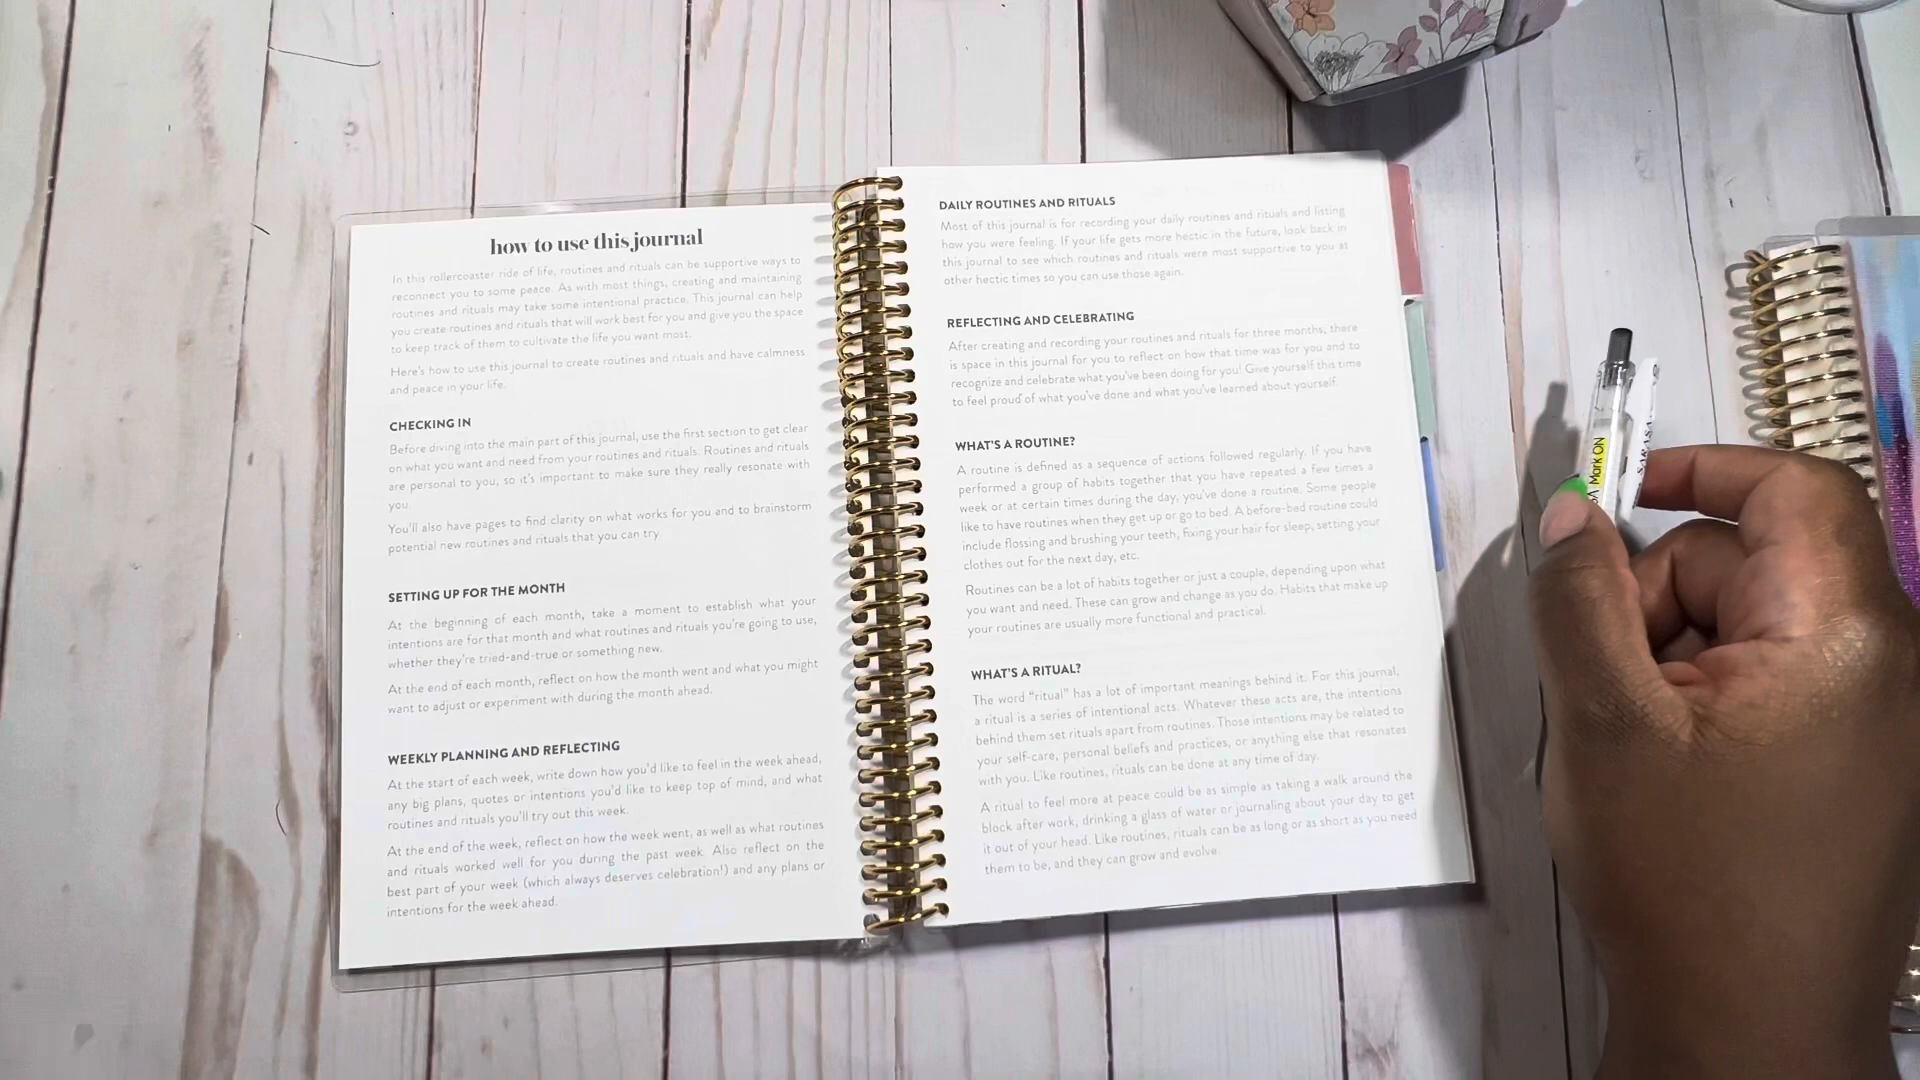 how to use this journal
In this rollercoaster ride of life, routines and rituals can be supportive ways to
reconnect you to some peace. As with most things, creating and maintaining
routines and rituals may take some intentional practice. This journal can help
you create routines and rituals that will work best for you and give you the space
to keep track of them to cultivate the life you want most.
Here's how to use this journal to create routines and rituals and have calmness
and peace in your life.
CHECKING IN
Before diving into the main part of this journal, use the first section to get clear
on what you want and need from your routines and rituals. Routines and rituals
are personal to you, so it's important to make sure they really resonate with
you.
You'll also have pages to find clarity on what works for you and to brainstorm
potential new routines and rituals that you can try.
SETTING UP FOR THE MONTH
At the beginning of each month, take a moment to establish what your
intentions are for that month and what routines and rituals you're going to use,
whether they're tried-and-true or something new.
At the end of each month, reflect on how the month went and what you might
want to adjust or experiment with during the month ahead.
WEEKLY PLANNING AND REFLECTING
At the start of each week, write down how you'd like to feel in the week ahead,
any big plans, quotes or intentions you'd like to keep top of mind, and what
routines and rituals you'll try out this week.
At the end of the week, reflect on how the week went, as well as what routines
and rituals worked well for you during the past week. Also reflect on the
best part of your week (which always deserves celebration!) and any plans or
intentions for the week ahead.
DAILY ROUTINES AND RITUALS
Most of this journal is for recording your daily routines and rituals and listing
how you were feeling. If your life gets more hectic in the future, look back in
this journal to see which routines and rituals were most supportive to you at
other hectic times so you can use those again.
REFLECTING AND CELEBRATING
After creating and recording your routines and rituals for three months, there
is space in this journal for you to reflect on how that time was for you and to
recognize and celebrate what you've been doing for you! Give yourself this time
to feel proud of what you've done and what you've learned about yourself.
WHAT'S A ROUTINE?
A routine is defined as a sequence of actions followed regularly. If you have
performed a group of habits together that you have repeated a few times a
week or at certain times during the day, you've done a routine. Some people
like to have routines when they get up or go to bed. A before-bed routine could
include flossing and brushing your teeth, fixing your hair for sleep, setting your
clothes out for the next day, etc.
Routines can be a lot of habits together or just a couple, depending upon what
you want and need. These can grow and change as you do. Habits that make up
your routines are usually more functional and practical.
WHAT'S A RITUAL?
The word "ritual" has a lot of important meanings behind it. For this journal,
a ritual is a series of intentional acts. Whatever these acts are, the intentions
behind them set rituals apart from routines. Those intentions may be related to
your self-care, personal beliefs and practices, or anything else that resonates
with you. Like routines, rituals can be done at any time of day.
A ritual to feel more at peace could be as simple as taking a walk around the
block after work, drinking a glass of water or journaling about your day to get
it out of your head. Like routines, rituals can be as long or as short as you need
them to be, and they can grow and evolve.
Mark ON
SARASA